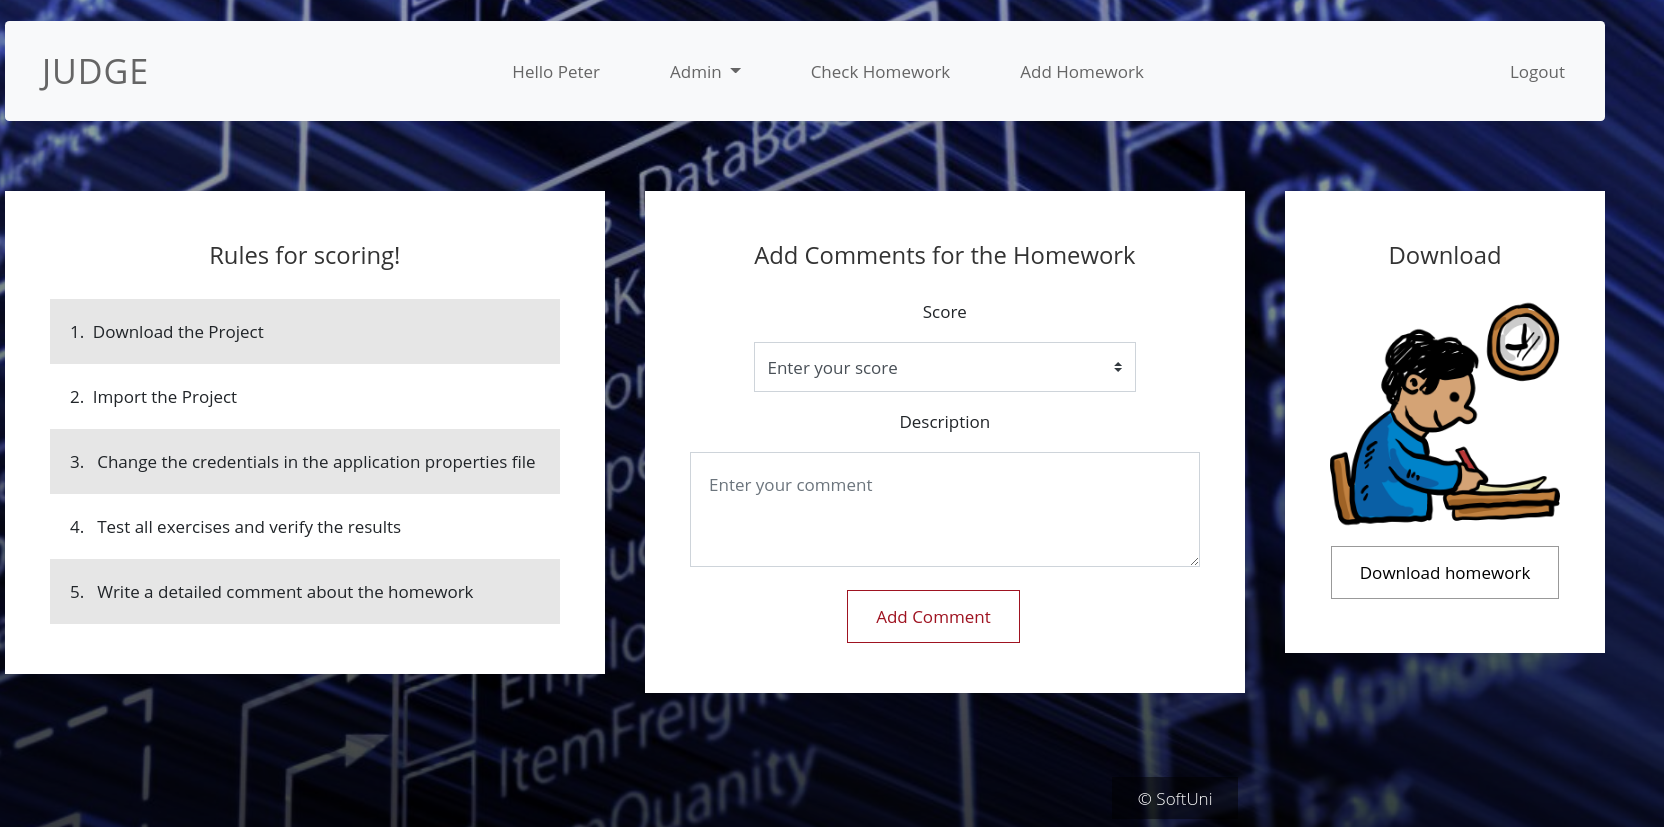 JUDGE
Hello Peter
Admin
Check Homework
Add Homework
Logout
DataBase
Rules for scoring!
1. Download the Project
2. Import the Project
3. Change the credentials in the application properties file
4. Test all exercises and verify the results
5. Write a detailed comment about the homework
Add Comments for the Homework
Score
Enter your score
Description
Enter your comment
Add Comment
Download
Download homework
ItemFreight
Quanity
© SoftUni